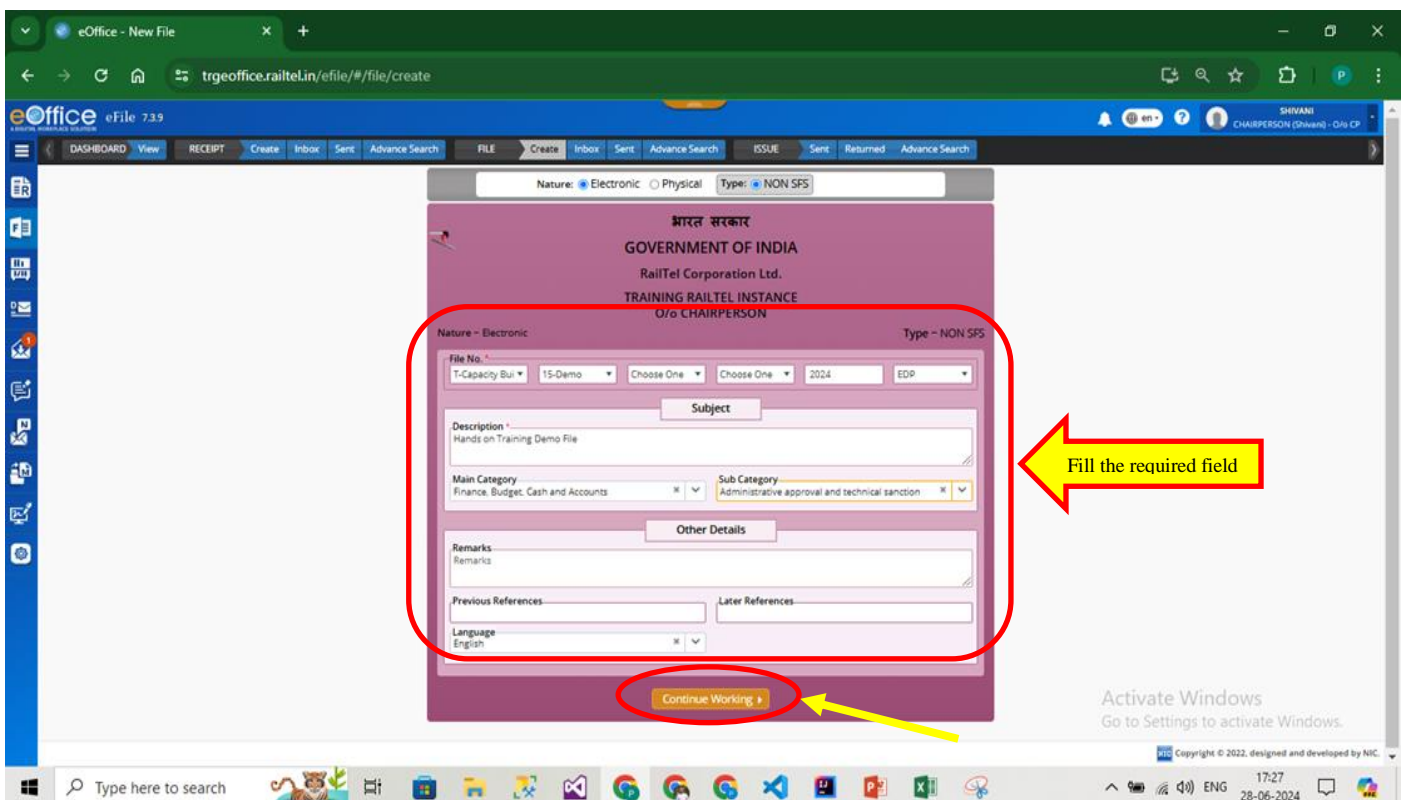 eOffice - New File
trgeoffice.railtel.in/efile/#/file/create
P
eOffice eFile 7.3.9
A DIGITAL WORKPLACE SOLUTION
en
SHIVANI
CHAIRPERSON (Shivani) - O/o CP
DASHBOARD View RECEIPT Create Inbox Sent Advance Search FILE Create Inbox Sent Advance Search ISSUE Sent Returned Advance Search
Nature: Electronic Physical Type: NON SFS
भारत सरकार
GOVERNMENT OF INDIA
RailTel Corporation Ltd.
TRAINING RAILTEL INSTANCE
O/o CHAIRPERSON
Nature - Electronic Type - NON SFS
File No. *
T-Capacity Bui 15-Demo Choose One Choose One 2024 EDP
Subject
Description *
Hands on Training Demo File
Main Category Sub Category
Finance, Budget, Cash and Accounts Administrative approval and technical sanction
Fill the required field
Other Details
Remarks
Remarks
Previous References Later References
Language
English
Continue Working
Activate Windows
Go to Settings to activate Windows.
NIC Copyright © 2022, designed and developed by NIC.
Type here to search
ENG
17:27
28-06-2024